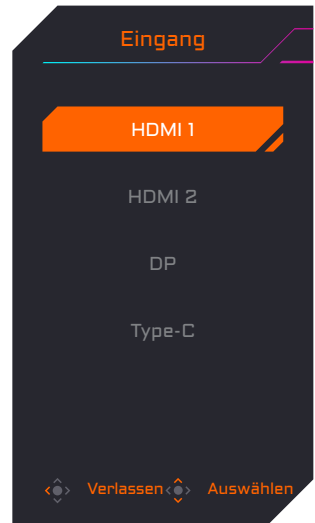 Eingang
HDMI 1
HDMI 2
DP
Type-C
Verlassen Auswählen